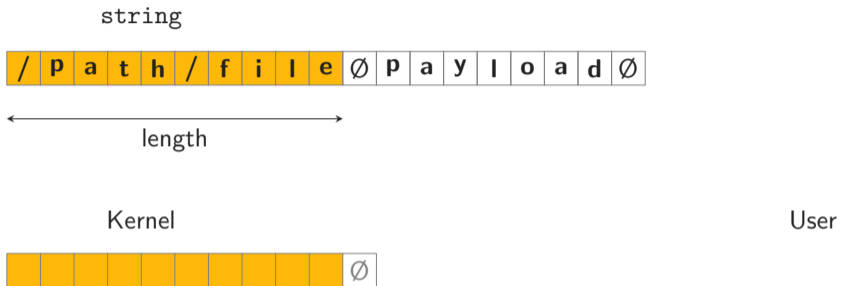 string
/path/file∅payload∅
length
Kernel User
∅